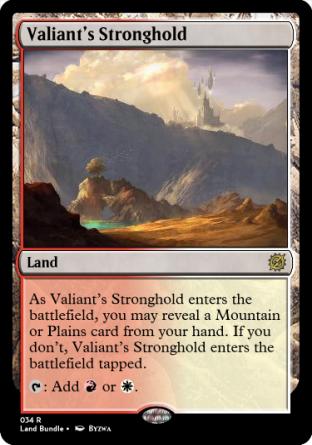 Valiant's Stronghold
Land
As Valiant's Stronghold enters the
battlefield, you may reveal a Mountain
or Plains card from your hand. If you
don't, Valiant's Stronghold enters the
battlefield tapped.
: Add or .
034 R
Land Bundle • Byzwa